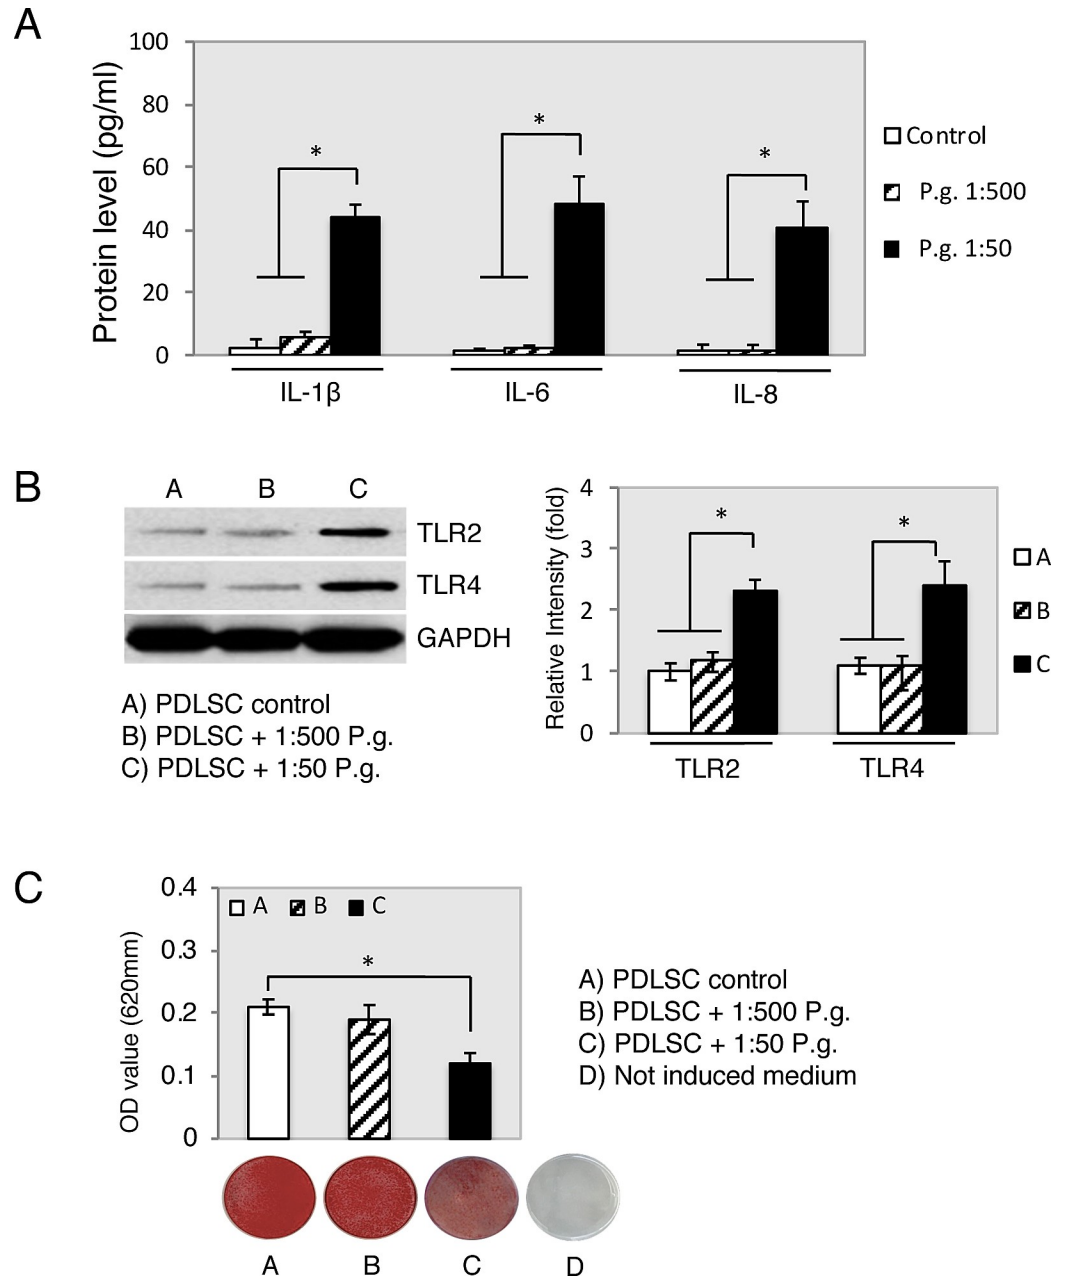 A
Protein level (pg/ml)
100
80
60
40
20
0
*
*
*
Control
P.g. 1:500
P.g. 1:50
IL-1β
IL-6
IL-8
B
A B C
TLR2
TLR4
GAPDH
A) PDLSC control
B) PDLSC + 1:500 P.g.
C) PDLSC + 1:50 P.g.
Relative Intensity (fold)
4
3
2
1
0
*
*
A
B
C
TLR2
TLR4
C
OD value (620mm)
0.4
0.3
0.2
0.1
0
A B C
*
A B C D
A) PDLSC control
B) PDLSC + 1:500 P.g.
C) PDLSC + 1:50 P.g.
D) Not induced medium